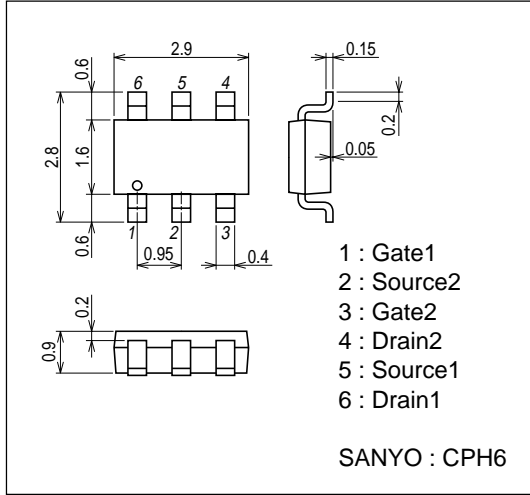 2.9
0.15
0.6
6 5 4
0.2
2.8
1.6
0.05
0.6
1 2 3
0.95
0.4
0.2
0.9
1 : Gate1
2 : Source2
3 : Gate2
4 : Drain2
5 : Source1
6 : Drain1
SANYO : CPH6